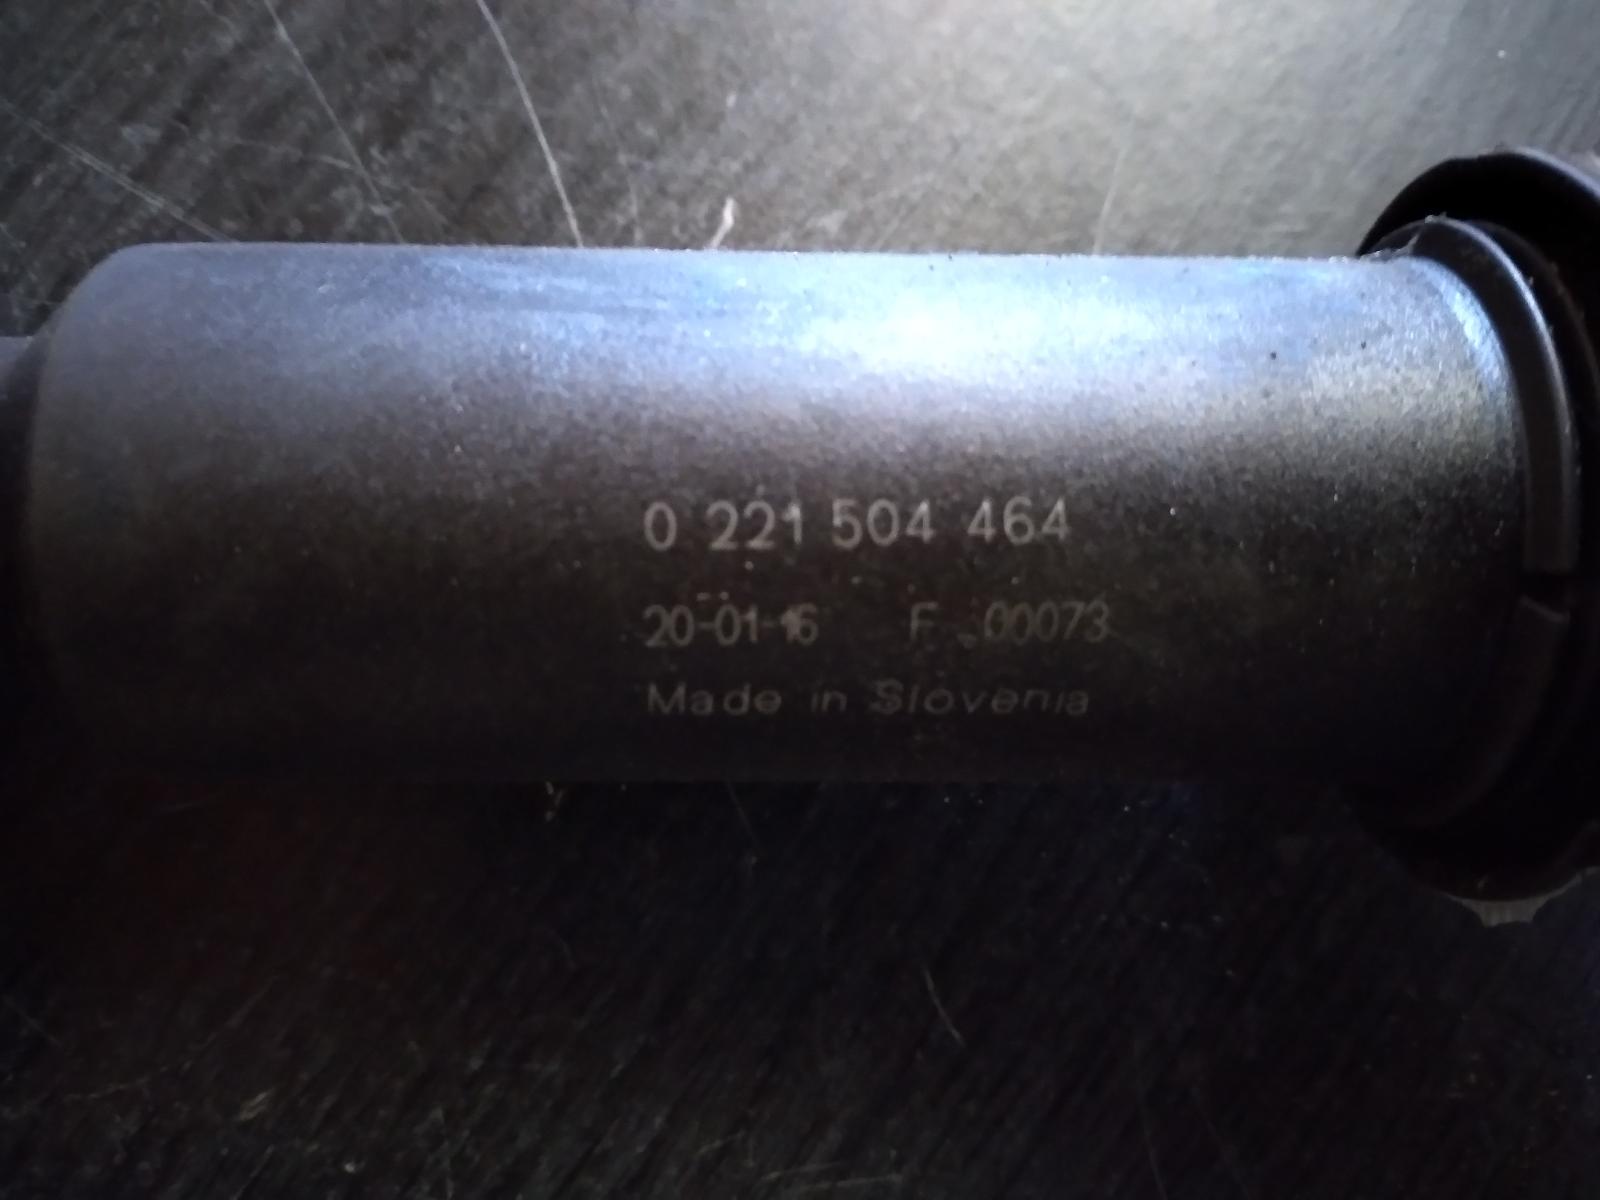 0 221 504 464
20-01-16 F 00073
Made in Slovenia